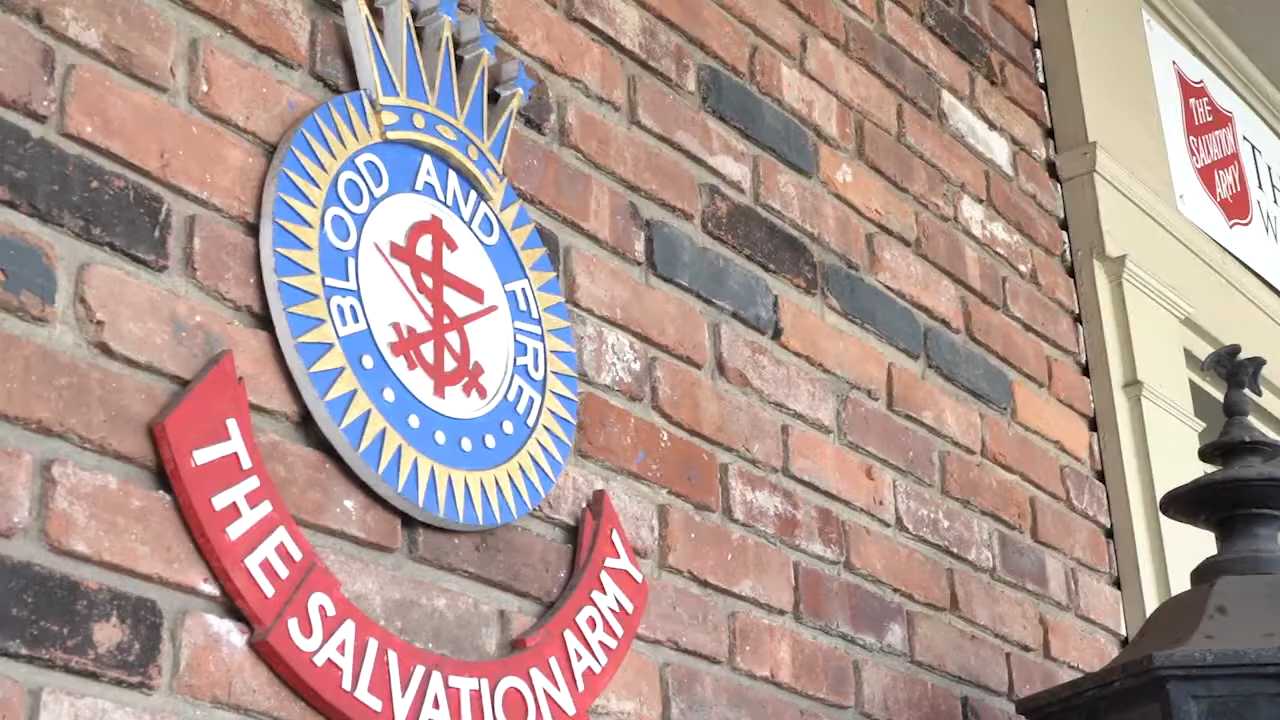 BLOOD AND FIRE
THE SALVATION ARMY
THE
SALVATION
ARMY